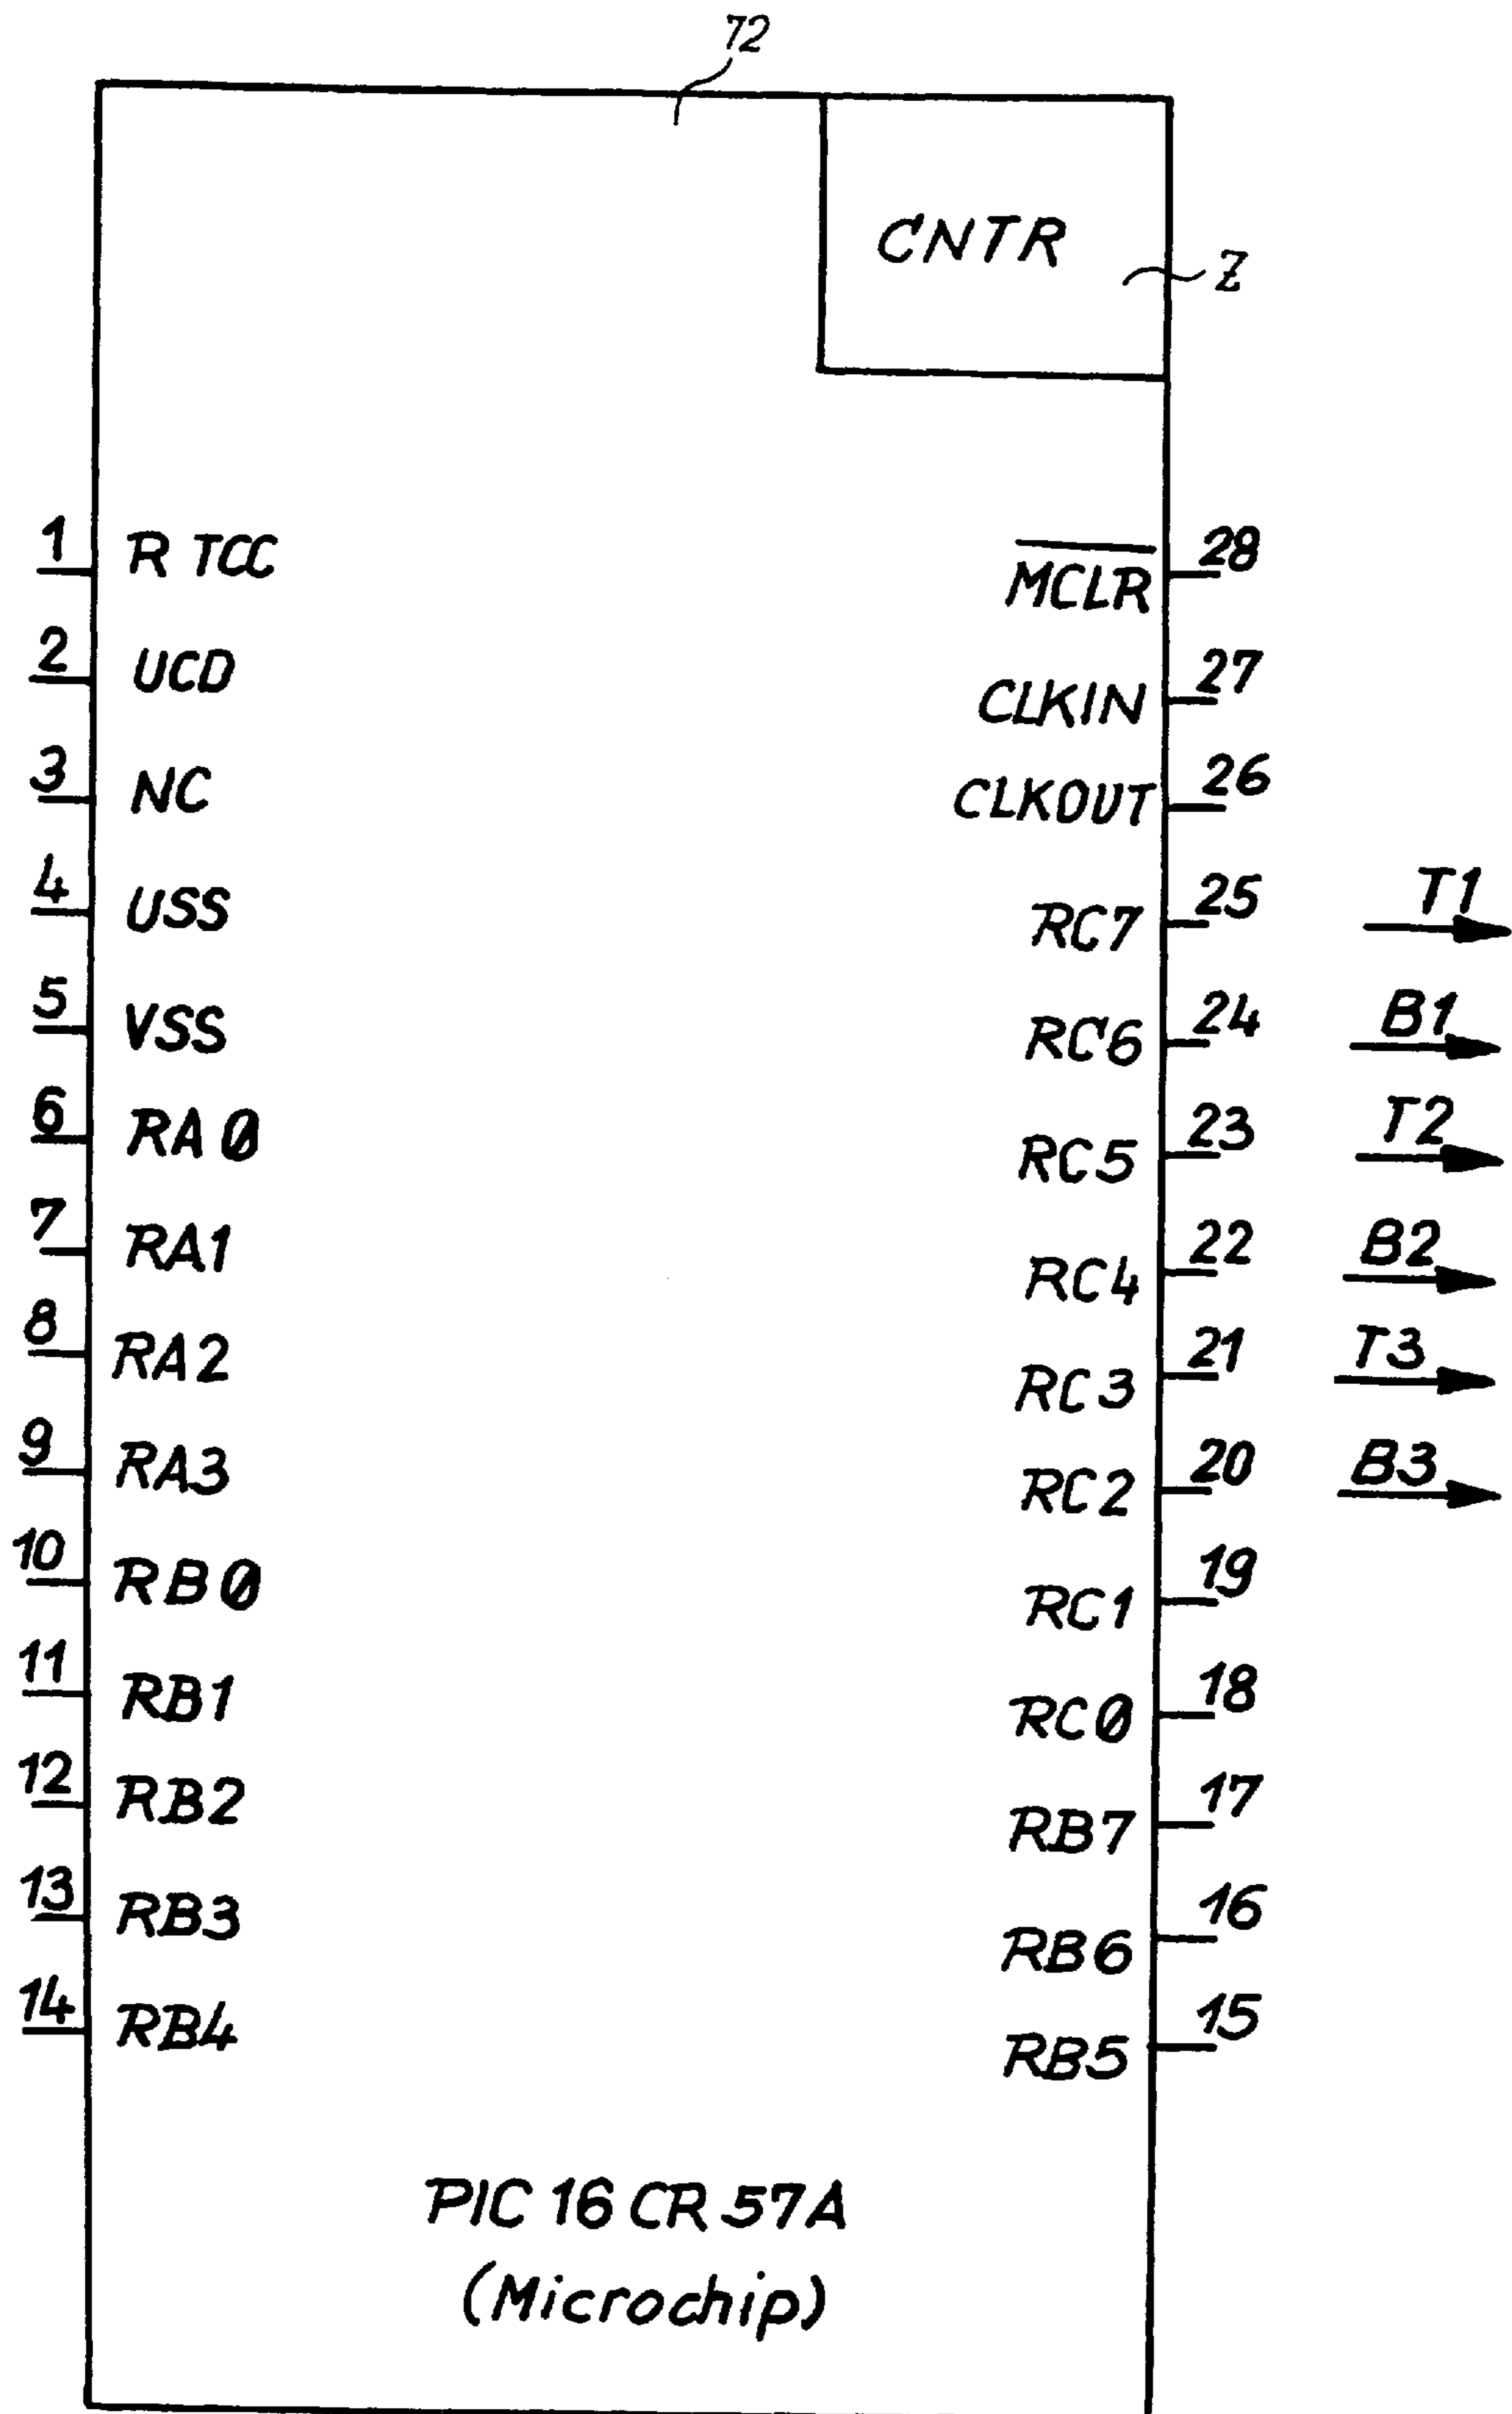 72
CNTR
Z
1 R TCC
2 UCD
3 NC
4 USS
5 VSS
6 RA0
7 RA1
8 RA2
9 RA3
10 RB0
11 RB1
12 RB2
13 RB3
14 RB4
MCLR 28
CLKIN 27
CLKOUT 26
RC7 25 T1
RC6 24 B1
RC5 23 T2
RC4 22 B2
RC3 21 T3
RC2 20 B3
RC1 19
RC0 18
RB7 17
RB6 16
RB5 15
PIC 16 CR 57A
(Microchip)